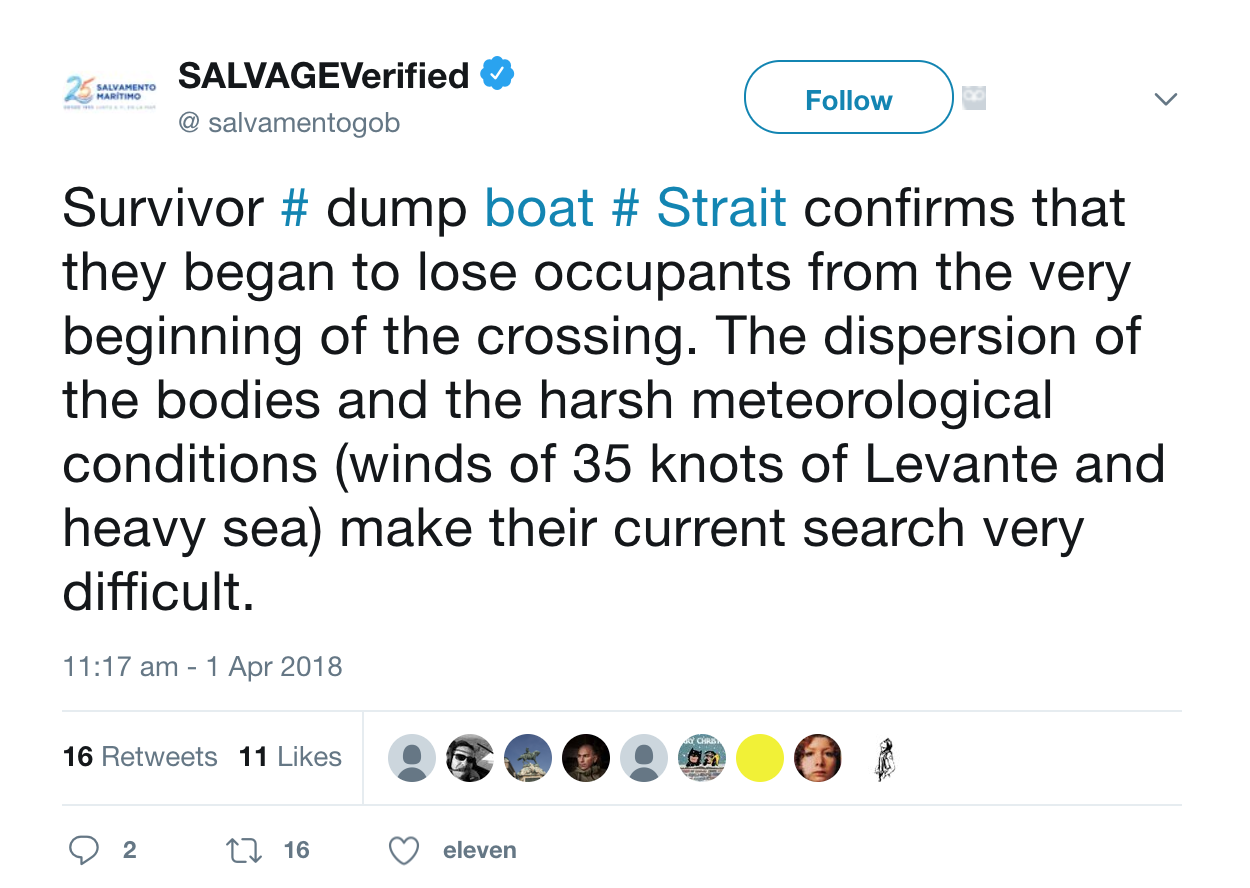 SALVAMENTO
MARÍTIMO
SALVAGEVerified
@ salvamentogob
Follow
Survivor # dump boat # Strait confirms that
they began to lose occupants from the very
beginning of the crossing. The dispersion of
the bodies and the harsh meteorological
conditions (winds of 35 knots of Levante and
heavy sea) make their current search very
difficult.
11:17 am - 1 Apr 2018
16 Retweets 11 Likes
2 16 eleven